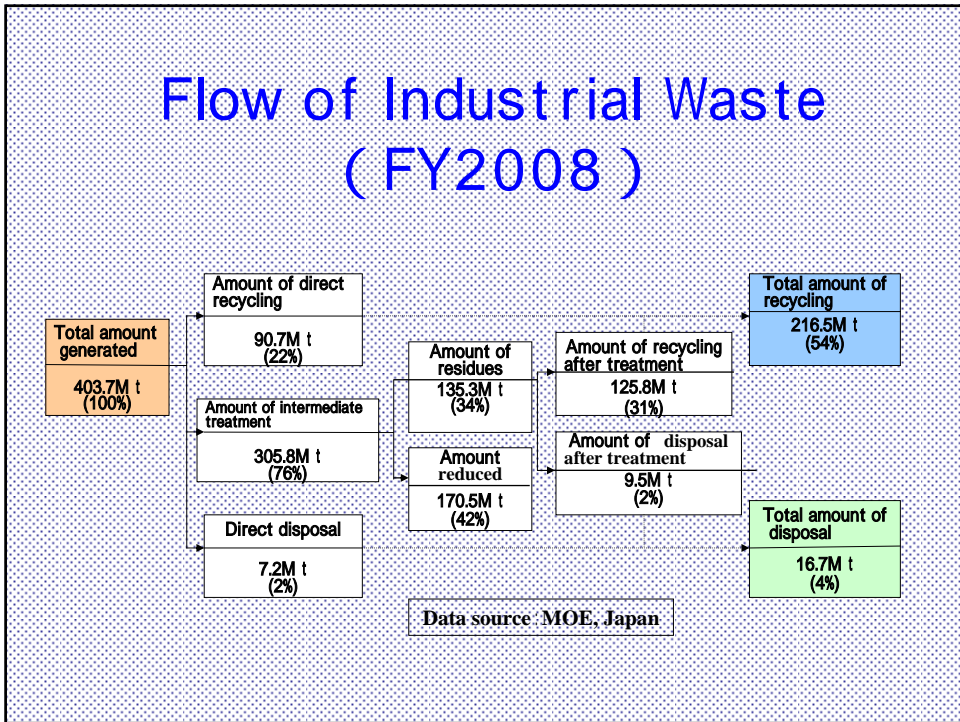 Flow of Industrial Waste
( FY2008 )
Total amount
generated
403.7M t
(100%)
Amount of direct
recycling
90.7M t
(22%)
Amount of intermediate
treatment
305.8M t
(76%)
Direct disposal
7.2M t
(2%)
Amount of
residues
135.3M t
(34%)
Amount
reduced
170.5M t
(42%)
Amount of recycling
after treatment
125.8M t
(31%)
Amount of disposal
after treatment
9.5M t
(2%)
Total amount of
recycling
216.5M t
(54%)
Total amount of
disposal
16.7M t
(4%)
Data source : MOE, Japan